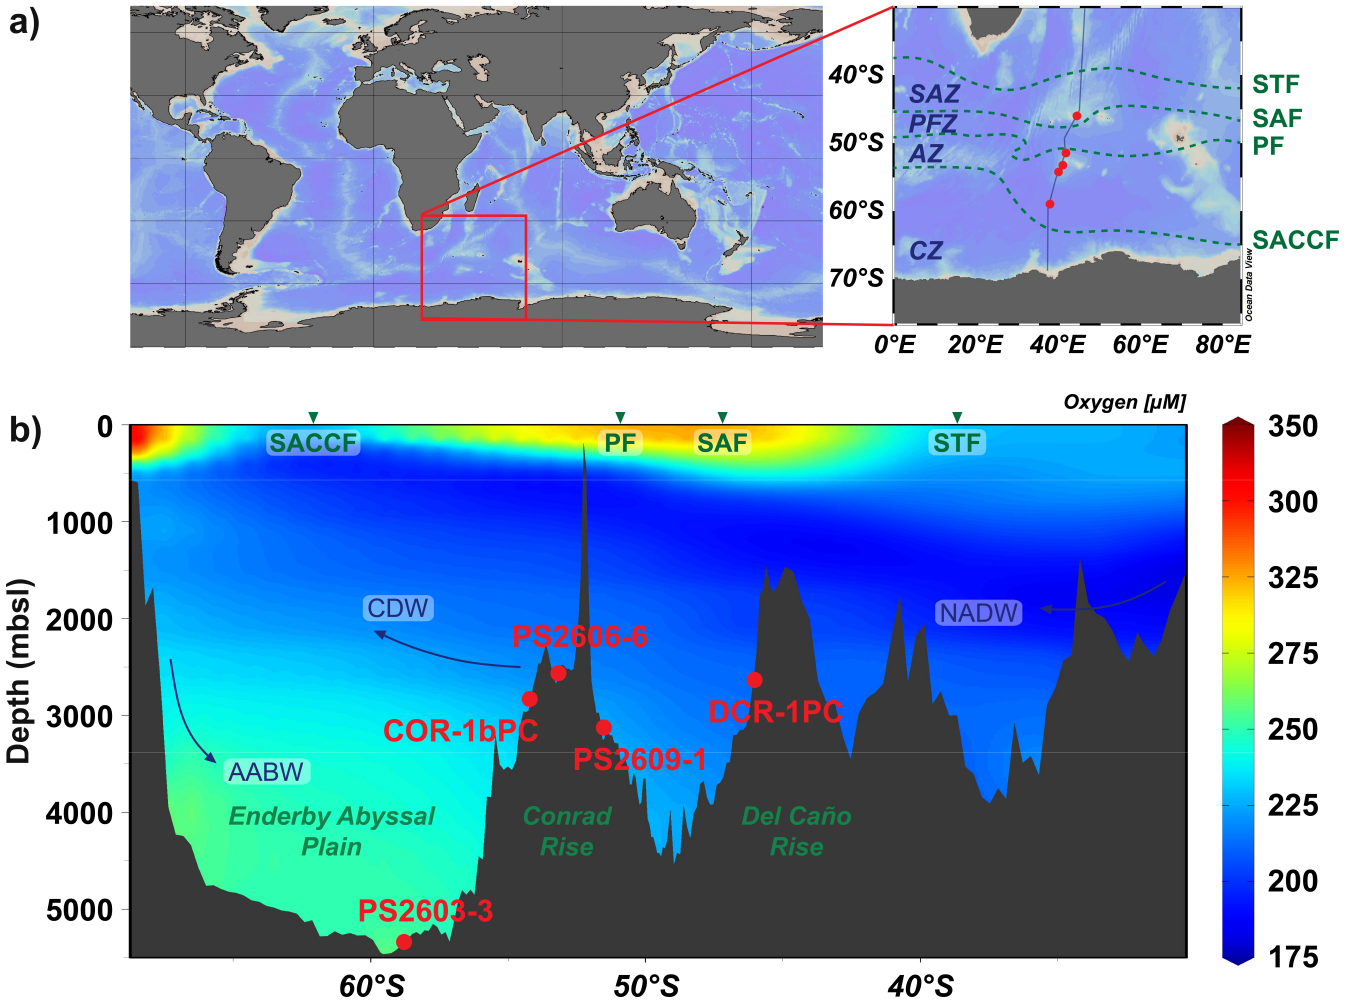 a)
40°S
50°S
60°S
70°S
SAZ
PFZ
AZ
CZ
STF
SAF
PF
SACCF
Ocean Data View
0°E 20°E 40°E 60°E 80°E
b)
Oxygen [µM]
SACCF PF SAF STF
Depth (mbsl)
0
1000
2000
3000
4000
5000
CDW
NADW
AABW
PS2606-6
COR-1bPC
PS2609-1
DCR-1PC
PS2603-3
Enderby Abyssal
Plain
Conrad
Rise
Del Caño
Rise
60°S 50°S 40°S
350
300
325
275
250
225
200
175